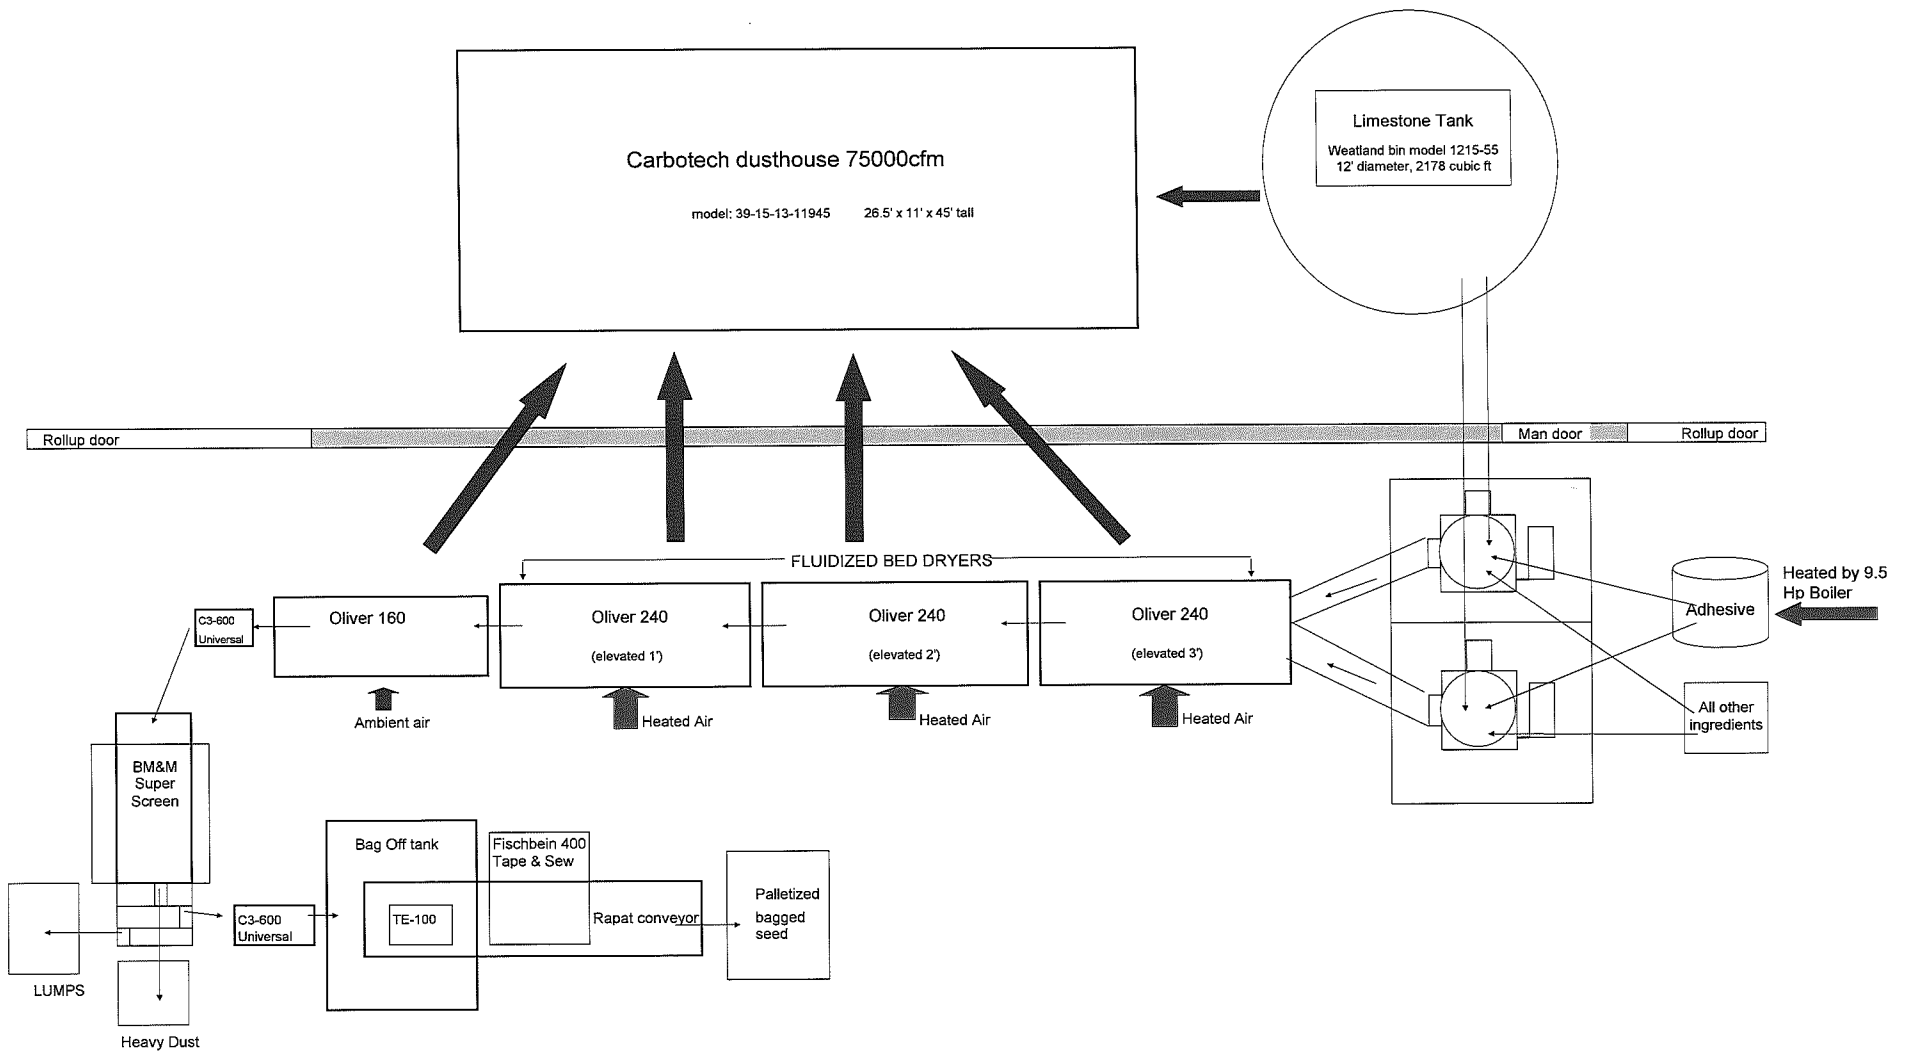 Limestone Tank
Weatland bin model 1215-55
12' diameter, 2178 cubic ft
Carbotech dusthouse 75000cfm
model: 39-15-13-11945 26.5' x 11' x 45' tall
Rollup door
Man door
Rollup door
FLUIDIZED BED DRYERS
Heated by 9.5
Hp Boiler
Adhesive
C3-600
Universal
Oliver 160
Oliver 240
(elevated 1')
Oliver 240
(elevated 2')
Oliver 240
(elevated 3')
Ambient air
Heated Air
Heated Air
Heated Air
All other
ingredients
BM&M
Super
Screen
Bag Off tank
Fischbein 400
Tape & Sew
Palletized
bagged
seed
C3-600
Universal
TE-100
Rapat conveyor
LUMPS
Heavy Dust